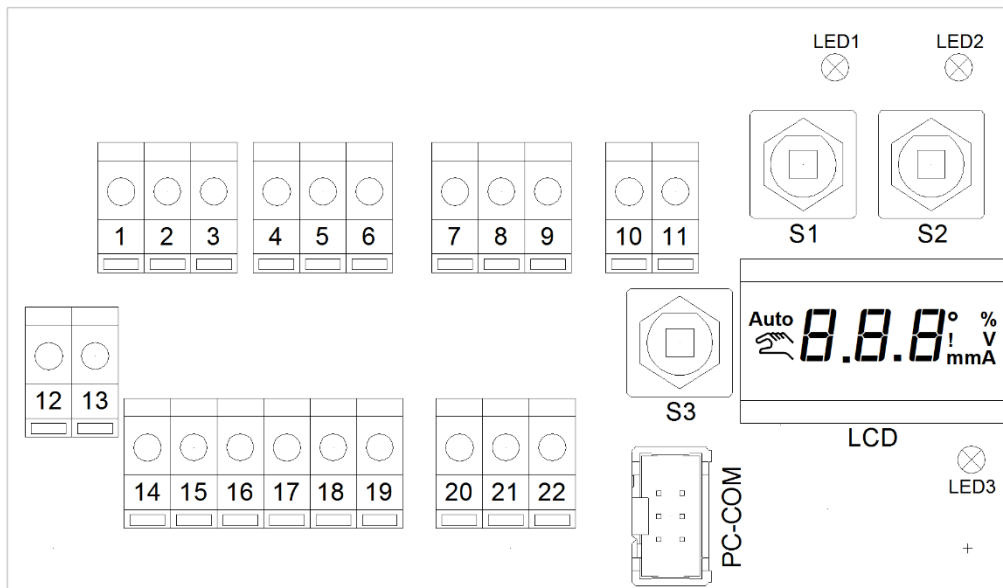 LED1 LED2
1 2 3 4 5 6 7 8 9 10 11
S1 S2
Auto 8.8.8 ° %
! V
mmA
12 13
S3
LCD
14 15 16 17 18 19 20 21 22
LED3
PC-COM